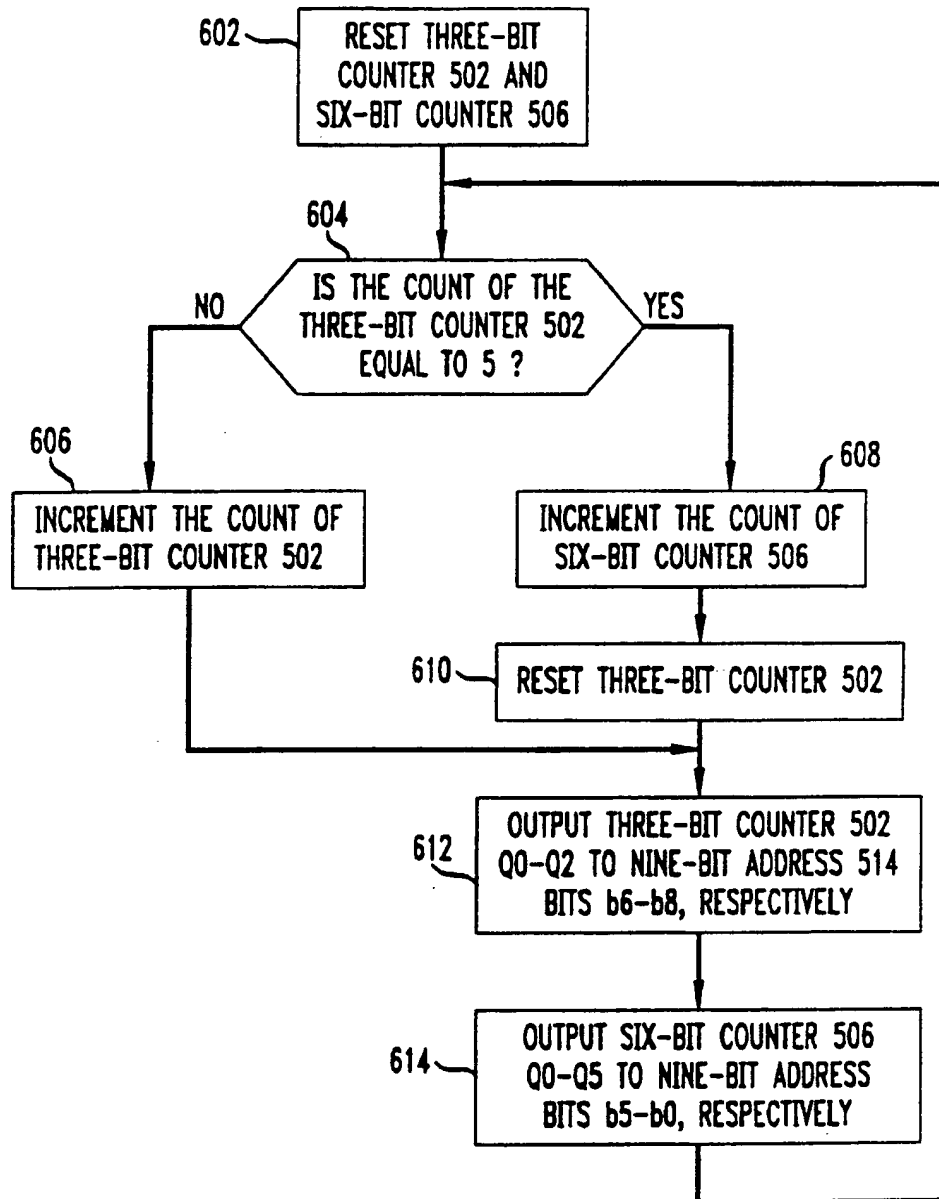 602
RESET THREE-BIT
COUNTER 502 AND
SIX-BIT COUNTER 506
604
IS THE COUNT OF THE
THREE-BIT COUNTER 502
EQUAL TO 5 ?
NO
YES
606
INCREMENT THE COUNT OF
THREE-BIT COUNTER 502
608
INCREMENT THE COUNT OF
SIX-BIT COUNTER 506
610
RESET THREE-BIT COUNTER 502
612
OUTPUT THREE-BIT COUNTER 502
Q0-Q2 TO NINE-BIT ADDRESS 514
BITS b6-b8, RESPECTIVELY
614
OUTPUT SIX-BIT COUNTER 506
Q0-Q5 TO NINE-BIT ADDRESS
BITS b5-b0, RESPECTIVELY